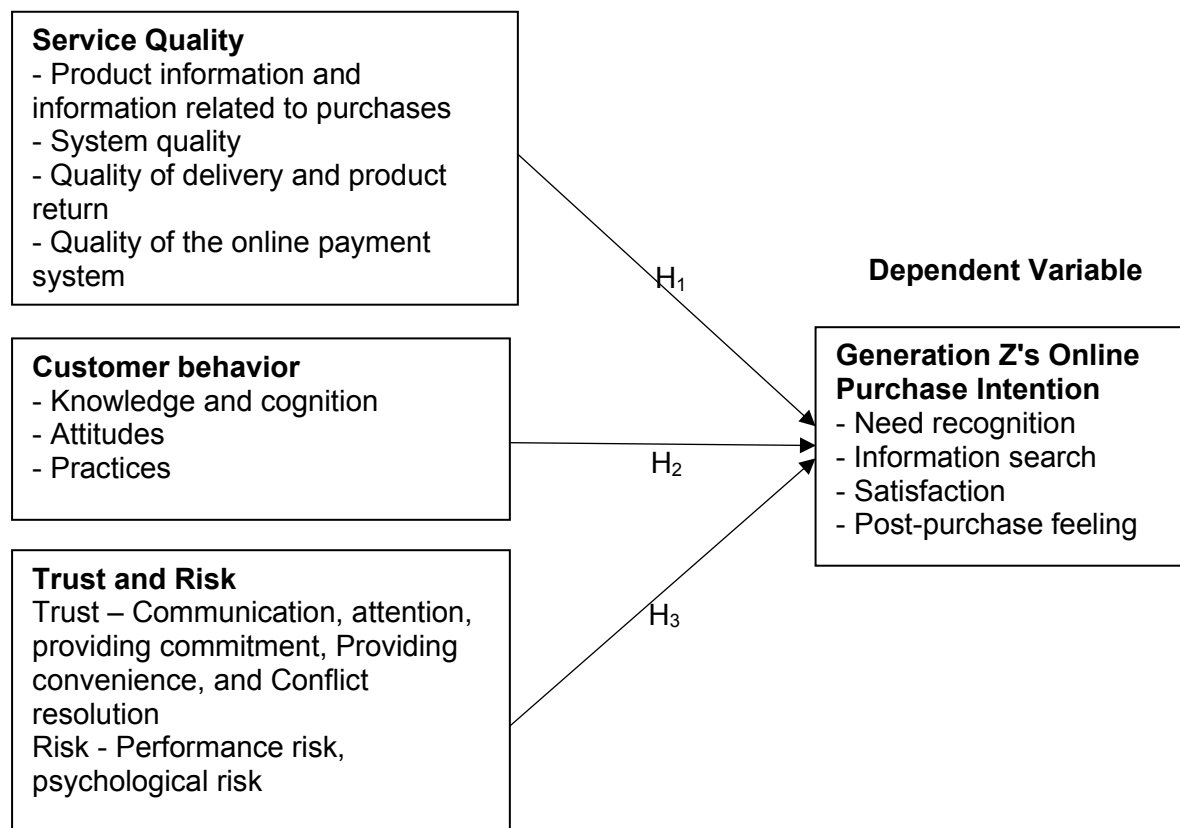 Service Quality
- Product information and
information related to purchases
- System quality
- Quality of delivery and product
return
- Quality of the online payment
system
H₁
Dependent Variable
Customer behavior
- Knowledge and cognition
- Attitudes
- Practices
H₂
Generation Z's Online
Purchase Intention
- Need recognition
- Information search
- Satisfaction
- Post-purchase feeling
Trust and Risk
Trust – Communication, attention,
providing commitment, Providing
convenience, and Conflict
resolution
Risk - Performance risk,
psychological risk
H₃